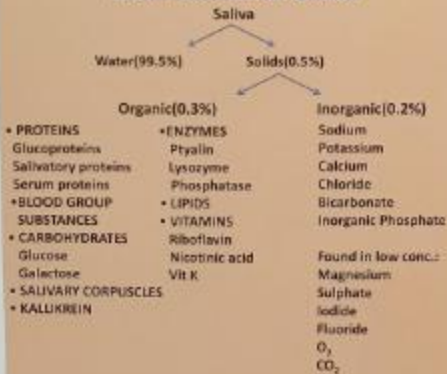 Saliva
Water(99.5%) Solids(0.5%)
Organic(0.3%) Inorganic(0.2%)
• PROTEINS
Glucoproteins
Salivatory proteins
Serum proteins
•BLOOD GROUP
SUBSTANCES
• CARBOHYDRATES
Glucose
Galactose
• SALIVARY CORPUSCLES
• KALLIKREIN
•ENZYMES
Ptyalin
Lysozyme
Phosphatase
• LIPIDS
• VITAMINS
Riboflavin
Nicotinic acid
Vit K
Sodium
Potassium
Calcium
Chloride
Bicarbonate
Inorganic Phosphate
Found in low conc.:
Magnesium
Sulphate
Iodide
Fluoride
O₂
CO₂